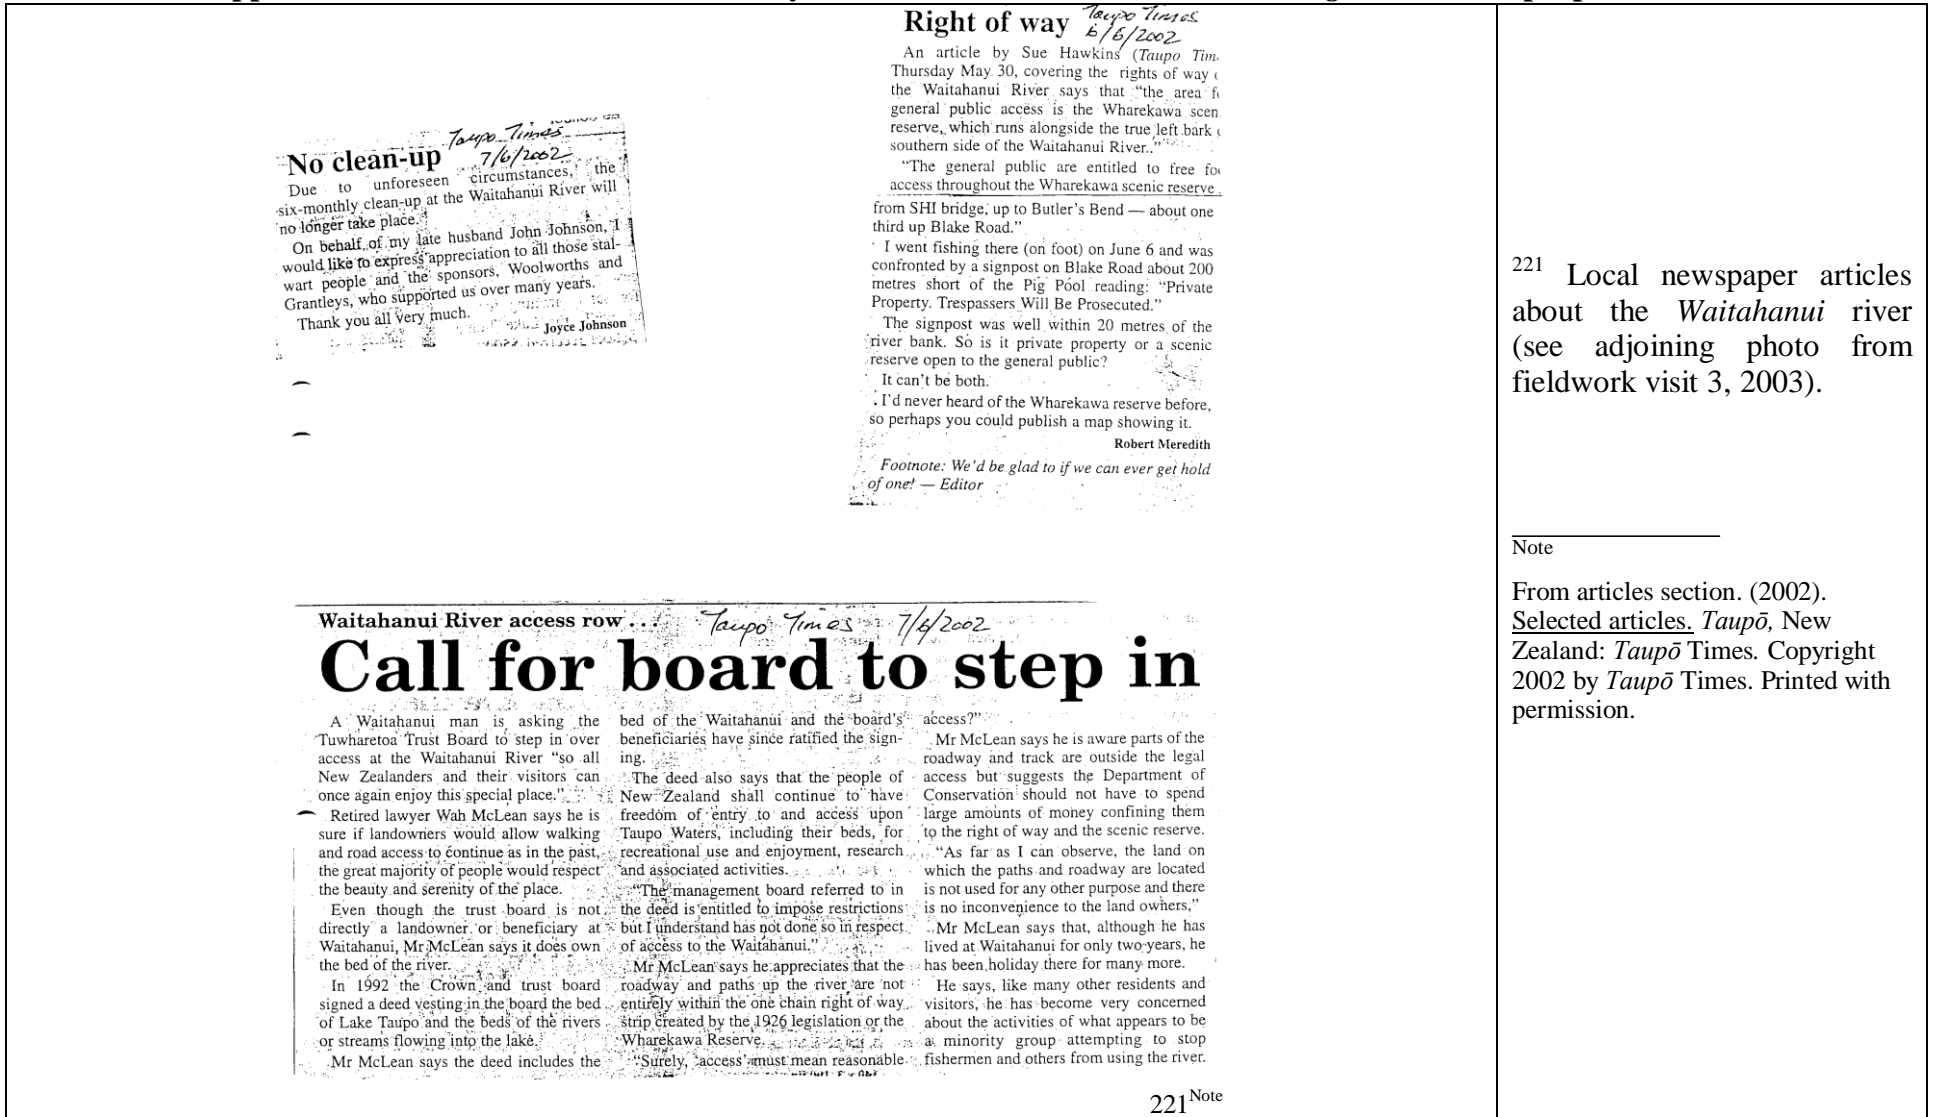 No clean-up
Taupo Times
7/6/2002
Due to unforeseen circumstances, the
six-monthly clean-up at the Waitahanui River will
no longer take place.
On behalf of my late husband John Johnson, I
would like to express appreciation to all those stal-
wart people and the sponsors, Woolworths and
Grantleys, who supported us over many years.
Thank you all very much.
Joyce Johnson
Right of way
Taupo Times
6/6/2002
An article by Sue Hawkins (Taupo Tim
Thursday May 30, covering the rights of way
the Waitahanui River says that "the area f
general public access is the Wharekawa scen
reserve, which runs alongside the true left bark
southern side of the Waitahanui River.."
"The general public are entitled to free fo
access throughout the Wharekawa scenic reserve
from SHI bridge, up to Butler's Bend — about one
third up Blake Road."
I went fishing there (on foot) on June 6 and was
confronted by a signpost on Blake Road about 200
metres short of the Pig Pool reading: "Private
Property. Trespassers Will Be Prosecuted."
The signpost was well within 20 metres of the
river bank. So is it private property or a scenic
reserve open to the general public?
It can't be both.
I'd never heard of the Wharekawa reserve before,
so perhaps you could publish a map showing it.
Robert Meredith
Footnote: We'd be glad to if we can ever get hold
of one! — Editor
Waitahanui River access row . . .
Taupo Times 7/6/2002
Call for board to step in
A Waitahanui man is asking the
Tuwharetoa Trust Board to step in over
access at the Waitahanui River "so all
New Zealanders and their visitors can
once again enjoy this special place."
Retired lawyer Wah McLean says he is
sure if landowners would allow walking
and road access to continue as in the past,
the great majority of people would respect
the beauty and serenity of the place.
Even though the trust board is not
directly a landowner or beneficiary at
Waitahanui, Mr McLean says it does own
the bed of the river.
In 1992 the Crown and trust board
signed a deed vesting in the board the bed
of Lake Taupo and the beds of the rivers
or streams flowing into the lake.
Mr McLean says the deed includes the
bed of the Waitahanui and the board's
beneficiaries have since ratified the sign-
ing.
The deed also says that the people of
New Zealand shall continue to have
freedom of entry to and access upon
Taupo Waters, including their beds, for
recreational use and enjoyment, research
and associated activities.
"The management board referred to in
the deed is entitled to impose restrictions
but I understand has not done so in respect
of access to the Waitahanui."
Mr McLean says he appreciates that the
roadway and paths up the river are not
entirely within the one chain right of way
strip created by the 1926 legislation or the
Wharekawa Reserve.
"Surely, 'access' must mean reasonable
access?"
Mr McLean says he is aware parts of the
roadway and track are outside the legal
access but suggests the Department of
Conservation should not have to spend
large amounts of money confining them
to the right of way and the scenic reserve.
"As far as I can observe, the land on
which the paths and roadway are located
is not used for any other purpose and there
is no inconvenience to the land owners,"
Mr McLean says that, although he has
lived at Waitahanui for only two years, he
has been holiday there for many more.
He says, like many other residents and
visitors, he has become very concerned
about the activities of what appears to be
a minority group attempting to stop
fishermen and others from using the river.
221 Note
221 Local newspaper articles
about the Waitahanui river
(see adjoining photo from
fieldwork visit 3, 2003).
Note
From articles section. (2002).
Selected articles. Taupō, New
Zealand: Taupō Times. Copyright
2002 by Taupō Times. Printed with
permission.